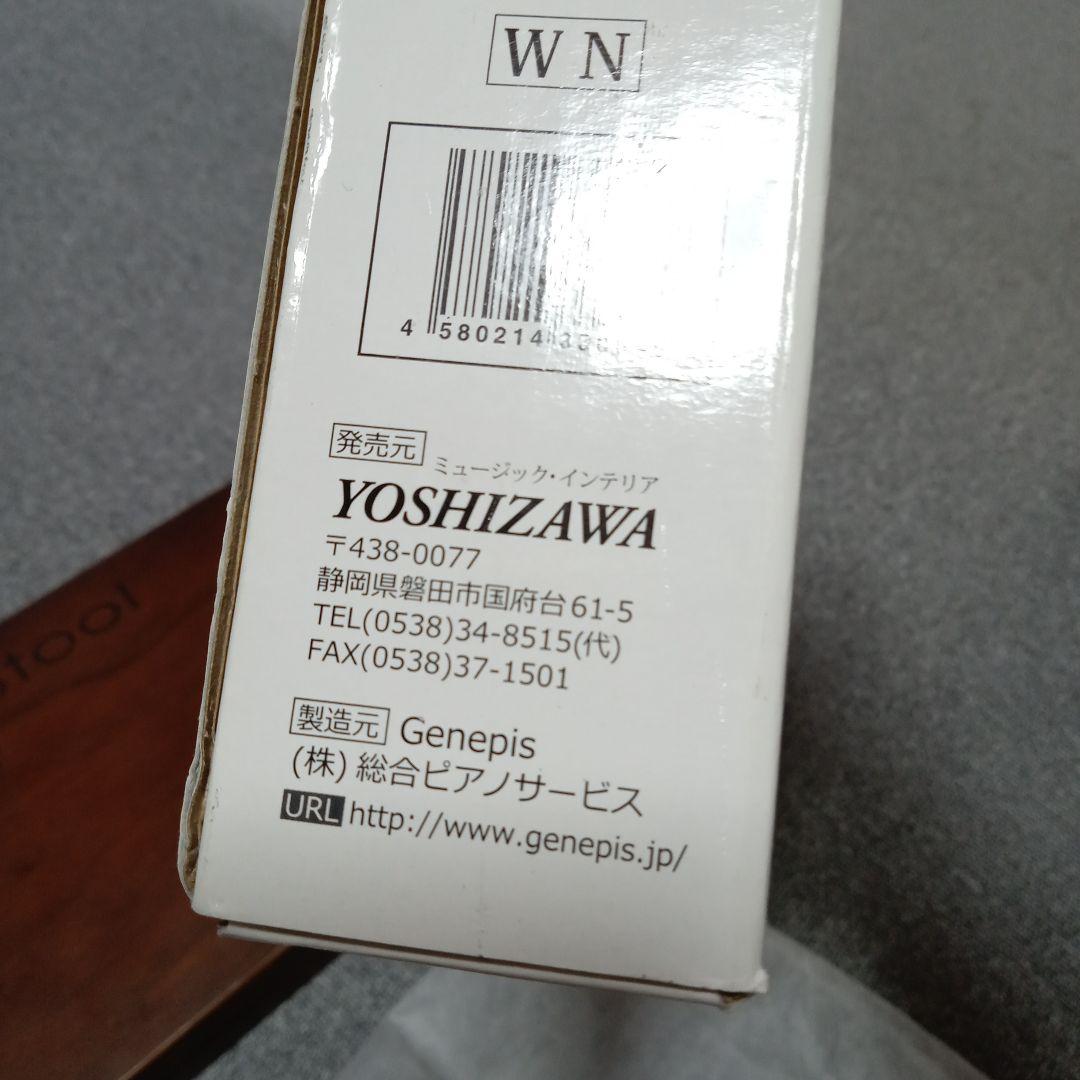 W N
4 580214 33
発売元
ミュージック・インテリア
YOSHIZAWA
〒438-0077
静岡県磐田市国府台61-5
TEL(0538)34-8515(代)
FAX(0538)37-1501
製造元 Genepis
(株)総合ピアノサービス
URL http://www.genepis.jp/
stool